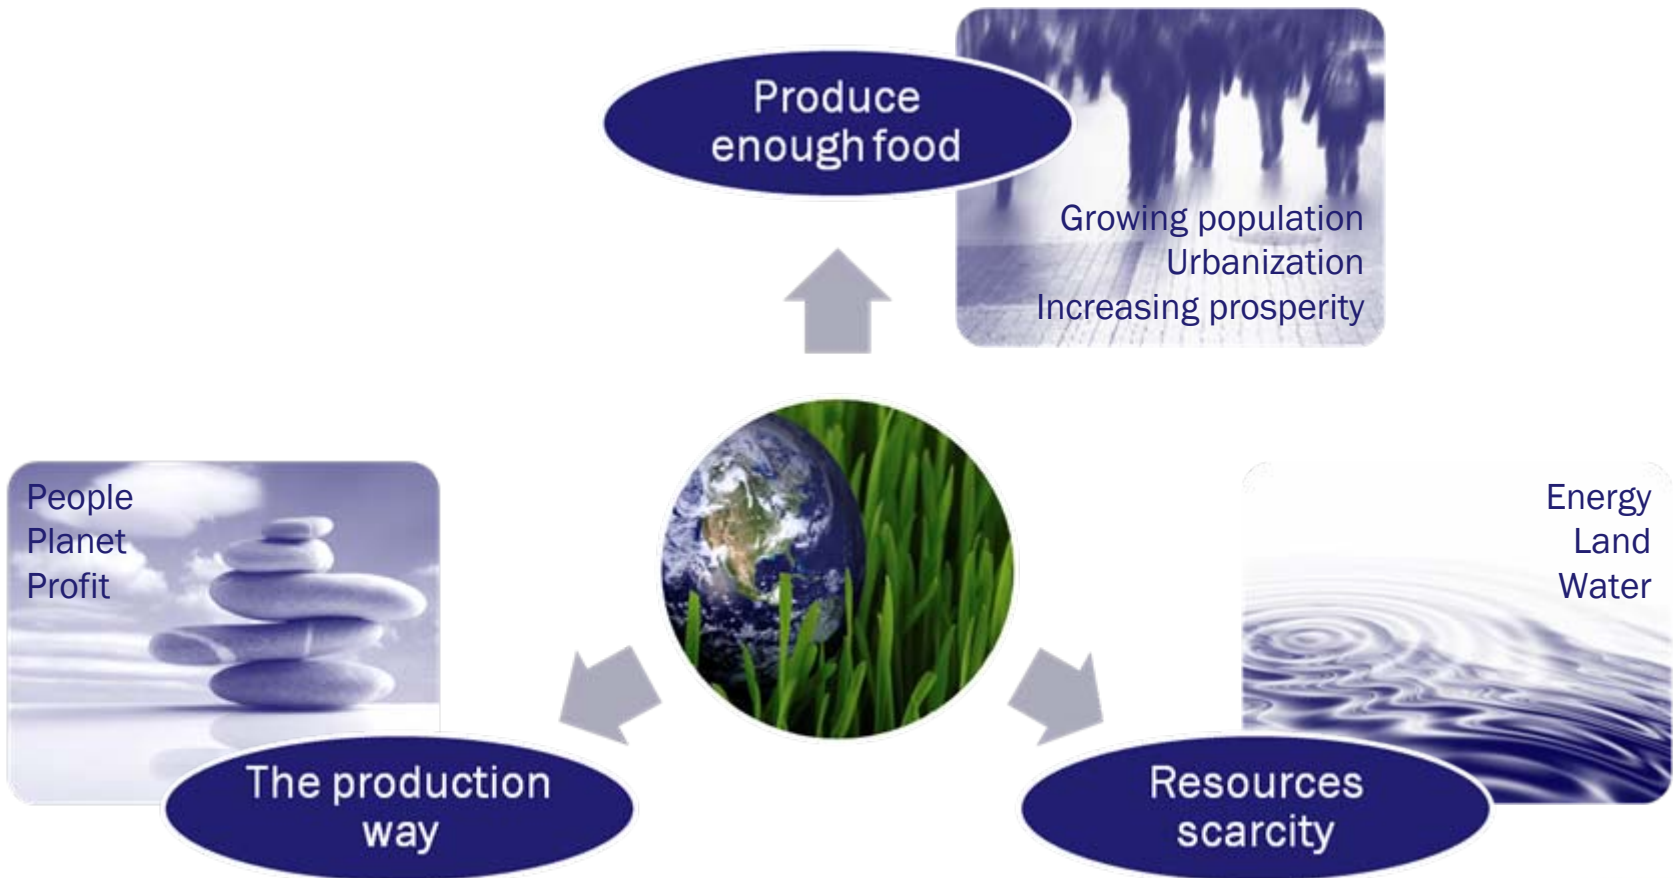 Produce
enough food
Growing population
Urbanization
Increasing prosperity
People
Planet
Profit
The production
way
Energy
Land
Water
Resources
scarcity